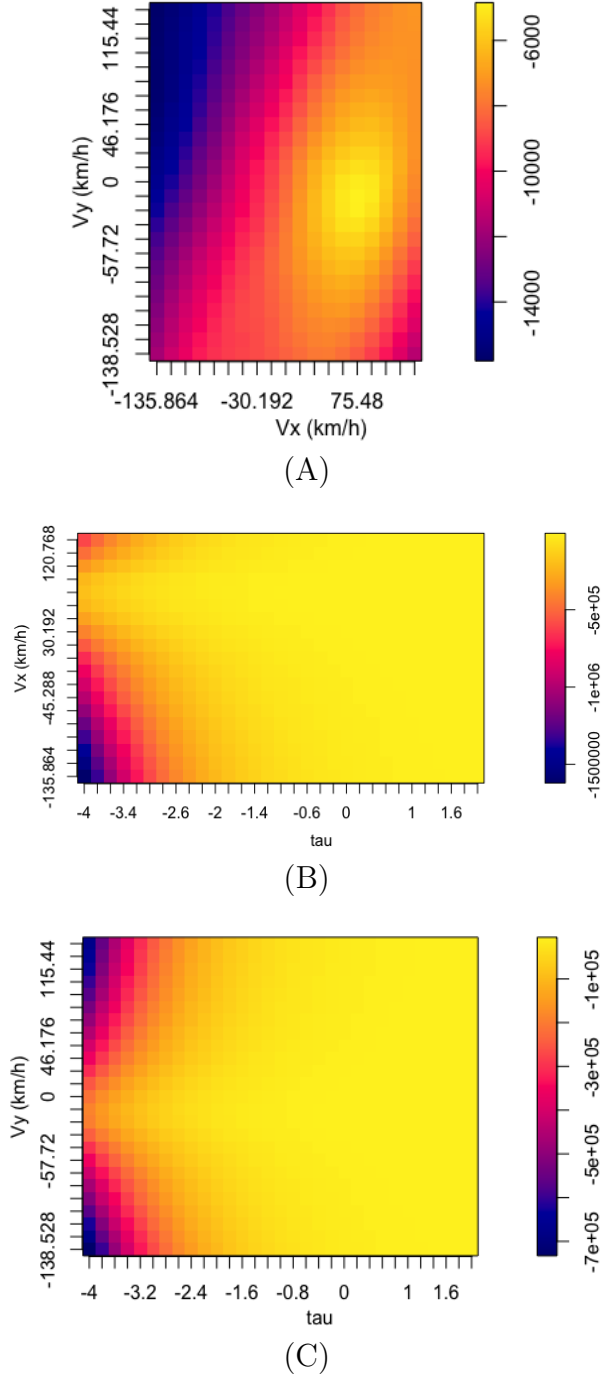 Vy (km/h)
115.44
46.176
0
-57.72
-138.528
-6000
-10000
-14000
-135.864 -30.192 75.48
Vx (km/h)
(A)
Vx (km/h)
120.768
30.192
-45.288
-135.864
-5e+05
-1e+06
-1500000
-4 -3.4 -2.6 -2 -1.4 -0.6 0 1 1.6
tau
(B)
Vy (km/h)
115.44
46.176
0
-57.72
-138.528
-1e+05
-3e+05
-5e+05
-7e+05
-4 -3.2 -2.4 -1.6 -0.8 0 1 1.6
tau
(C)